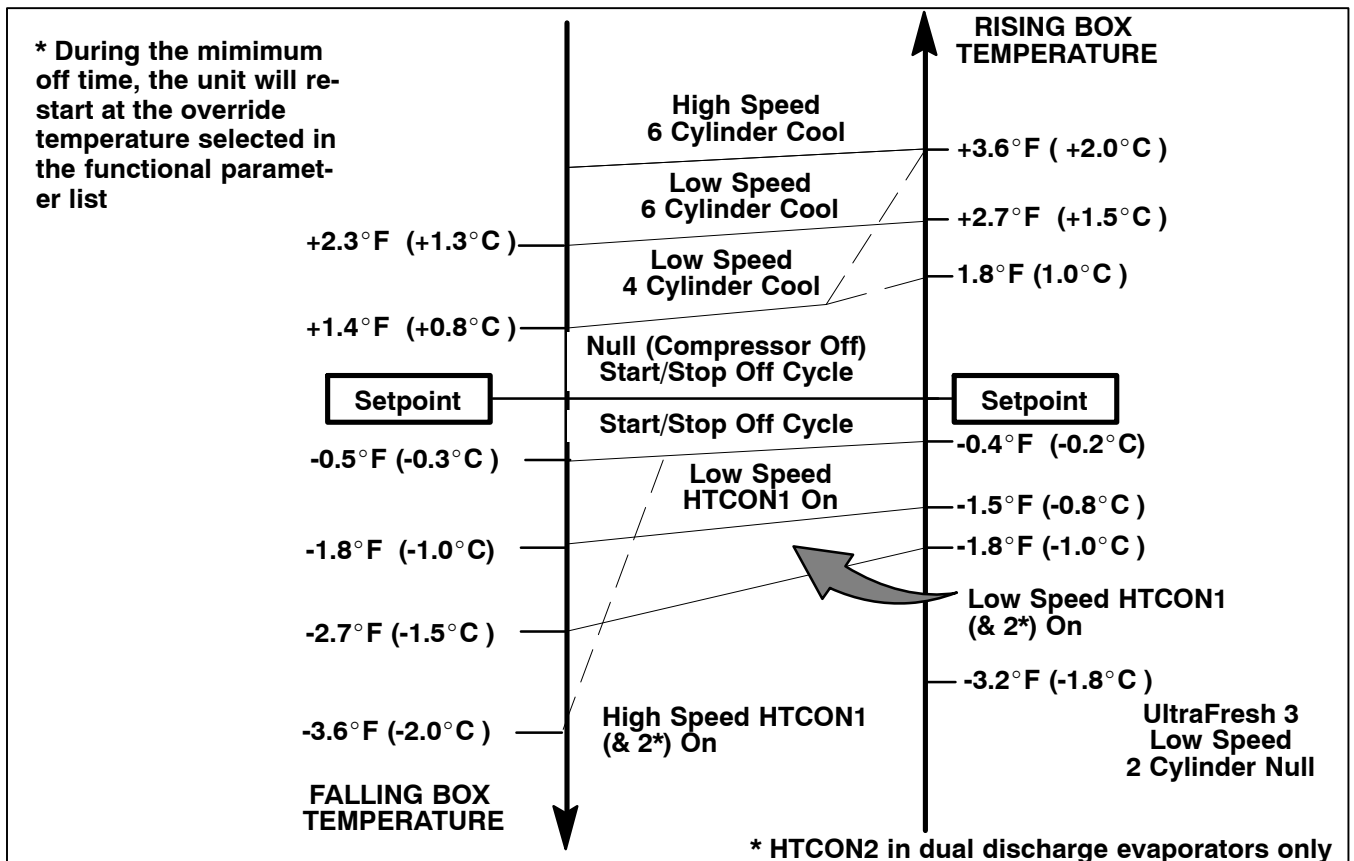 * During the mimimum
off time, the unit will re-
start at the override
temperature selected in
the functional paramet-
er list
RISING BOX
TEMPERATURE
High Speed
6 Cylinder Cool
+3.6°F ( +2.0°C )
Low Speed
6 Cylinder Cool
+2.7°F (+1.5°C )
+2.3°F (+1.3°C )
Low Speed
4 Cylinder Cool
1.8°F (1.0°C )
+1.4°F (+0.8°C )
Null (Compressor Off)
Start/Stop Off Cycle
Setpoint
Setpoint
Start/Stop Off Cycle
-0.4°F (-0.2°C)
-0.5°F (-0.3°C )
Low Speed
HTCON1 On
-1.5°F (-0.8°C )
-1.8°F (-1.0°C)
-1.8°F (-1.0°C )
Low Speed HTCON1
(& 2*) On
-2.7°F (-1.5°C )
-3.2°F (-1.8°C )
-3.6°F (-2.0°C )
High Speed HTCON1
(& 2*) On
UltraFresh 3
Low Speed
2 Cylinder Null
FALLING BOX
TEMPERATURE
* HTCON2 in dual discharge evaporators only